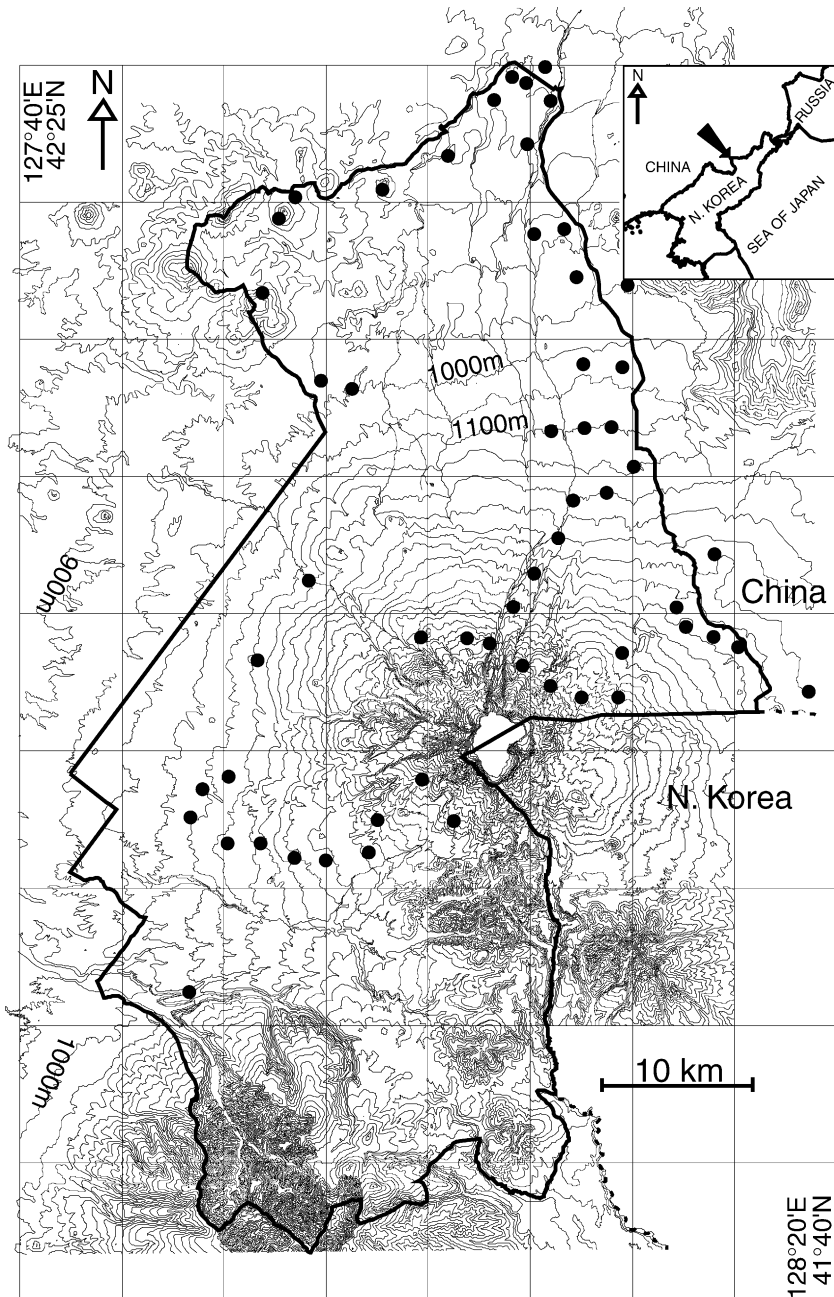 127°40'E
42°25'N
N
N
RUSSIA
CHINA
N. KOREA
SEA OF JAPAN
1000m
1100m
900m
China
N. Korea
1000m
10 km
128°20'E
41°40'N